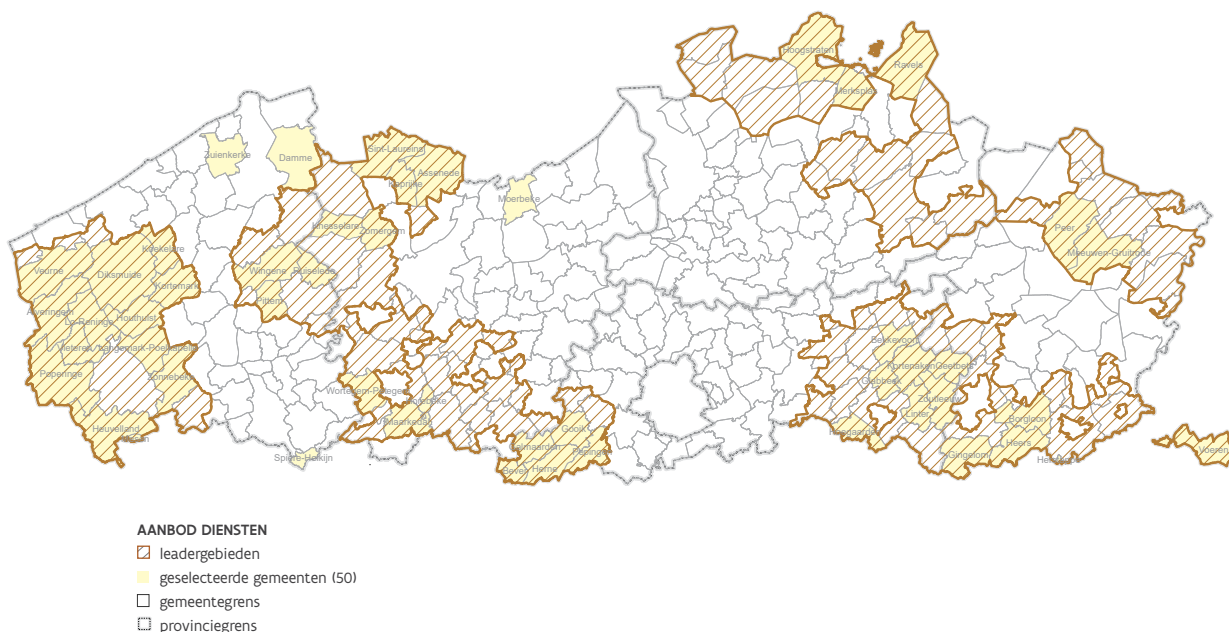 Hoogstraten
Ravels
Merksplas
Zuienkerke
Damme
Sint-Laureins
Assenede
Kaprijke
Moerbeke
Knesselare
Zomergem
Peer
Meeuwen-Gruitrode
Koekelare
Veurne
Diksmuide
Kortemark
Wingene
Ruiselede
Pittem
Alveringem
Lo-Reninge
Houthulst
Vleteren
Langemark-Poelkapelle
Poperinge
Zonnebeke
Heuvelland
Mesen
Spiere-Helkijn
Wortegem-Petegem
Maarkedal
Gooik
Galmaarden
Pepingen
Bever
Herne
Bekkevoort
Kortenaken
Geetbets
Glabbeek
Zoutleeuw
Linter
Hoegaarden
Borgloon
Heers
Gingelom
Herstappe
Voeren
AANBOD DIENSTEN
leadergebieden
geselecteerde gemeenten (50)
gemeentegrens
provinciegrens